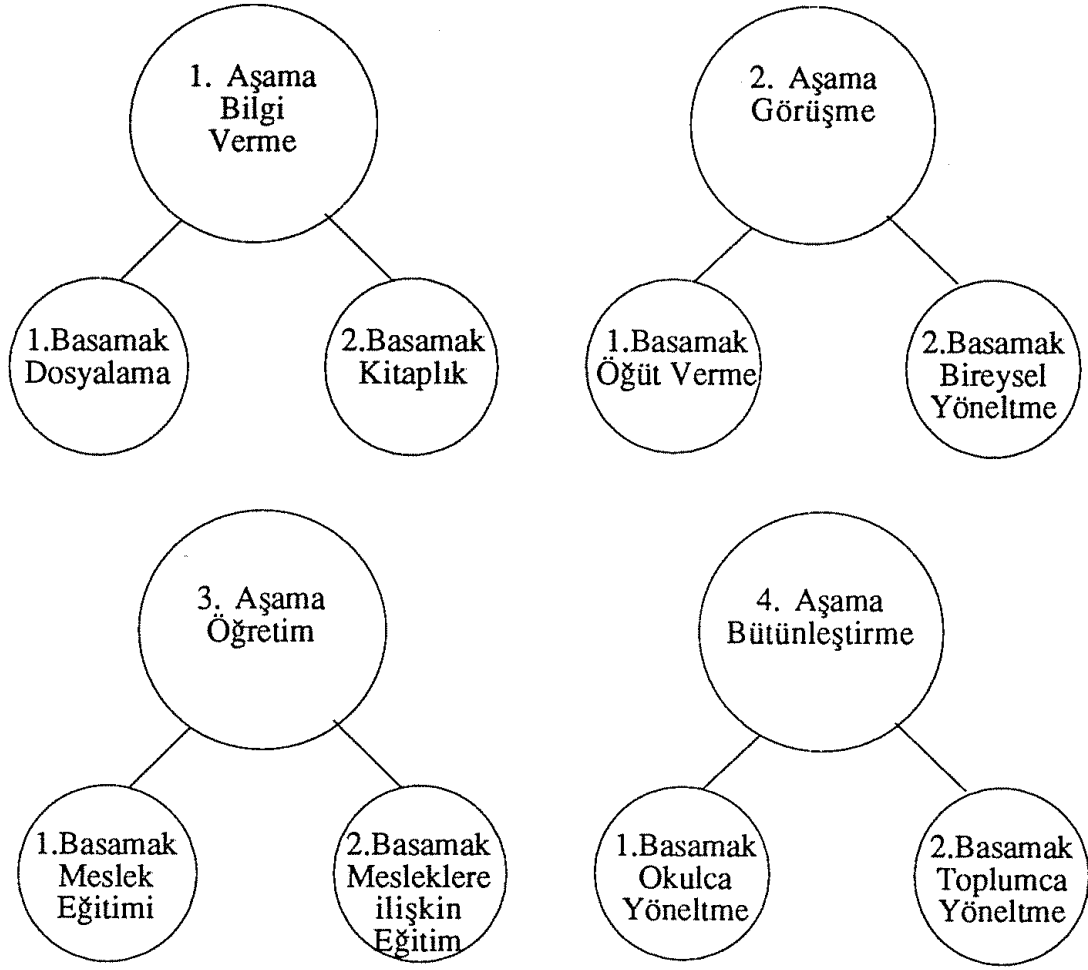 1. Aşama
Bilgi
Verme
1.Basamak
Dosyalama
2.Basamak
Kitaplık
2. Aşama
Görüşme
1.Basamak
Öğüt Verme
2.Basamak
Bireysel
Yöneltme
3. Aşama
Öğretim
1.Basamak
Meslek
Eğitimi
2.Basamak
Mesleklere
ilişkin
Eğitim
4. Aşama
Bütünleştirme
1.Basamak
Okulca
Yöneltme
2.Basamak
Toplumca
Yöneltme